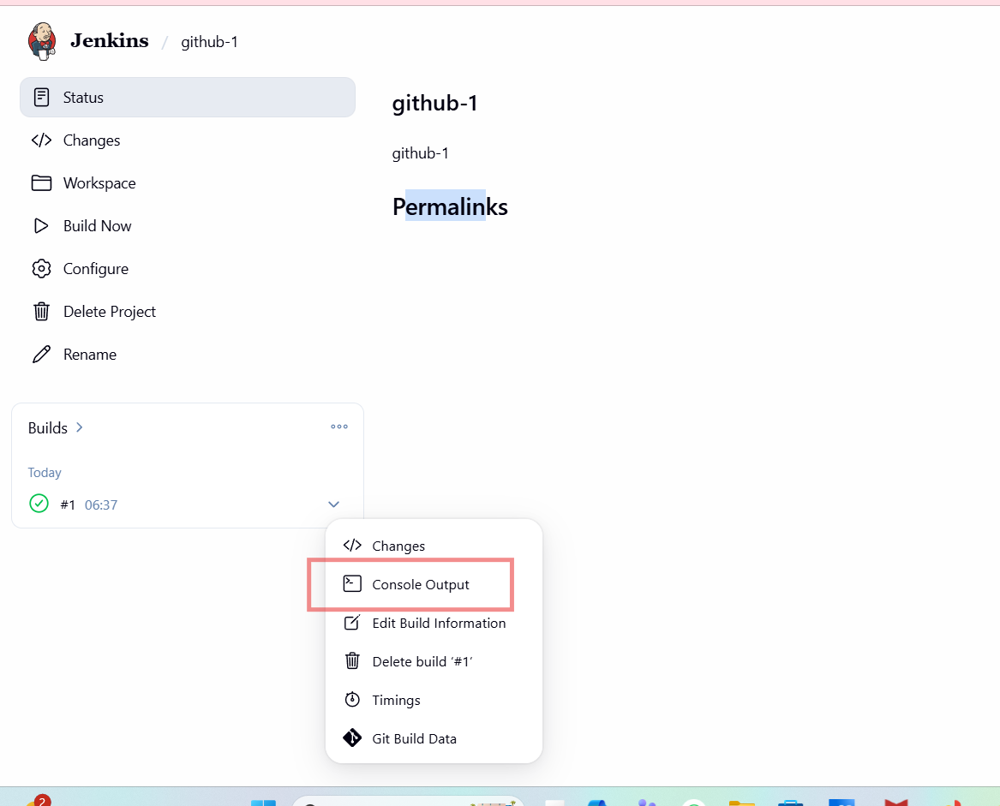 Jenkins / github-1
Status
Changes
Workspace
Build Now
Configure
Delete Project
Rename
github-1
github-1
Permalinks
Builds
Today
#1 06:37
Changes
Console Output
Edit Build Information
Delete build ‘#1’
Timings
Git Build Data
2